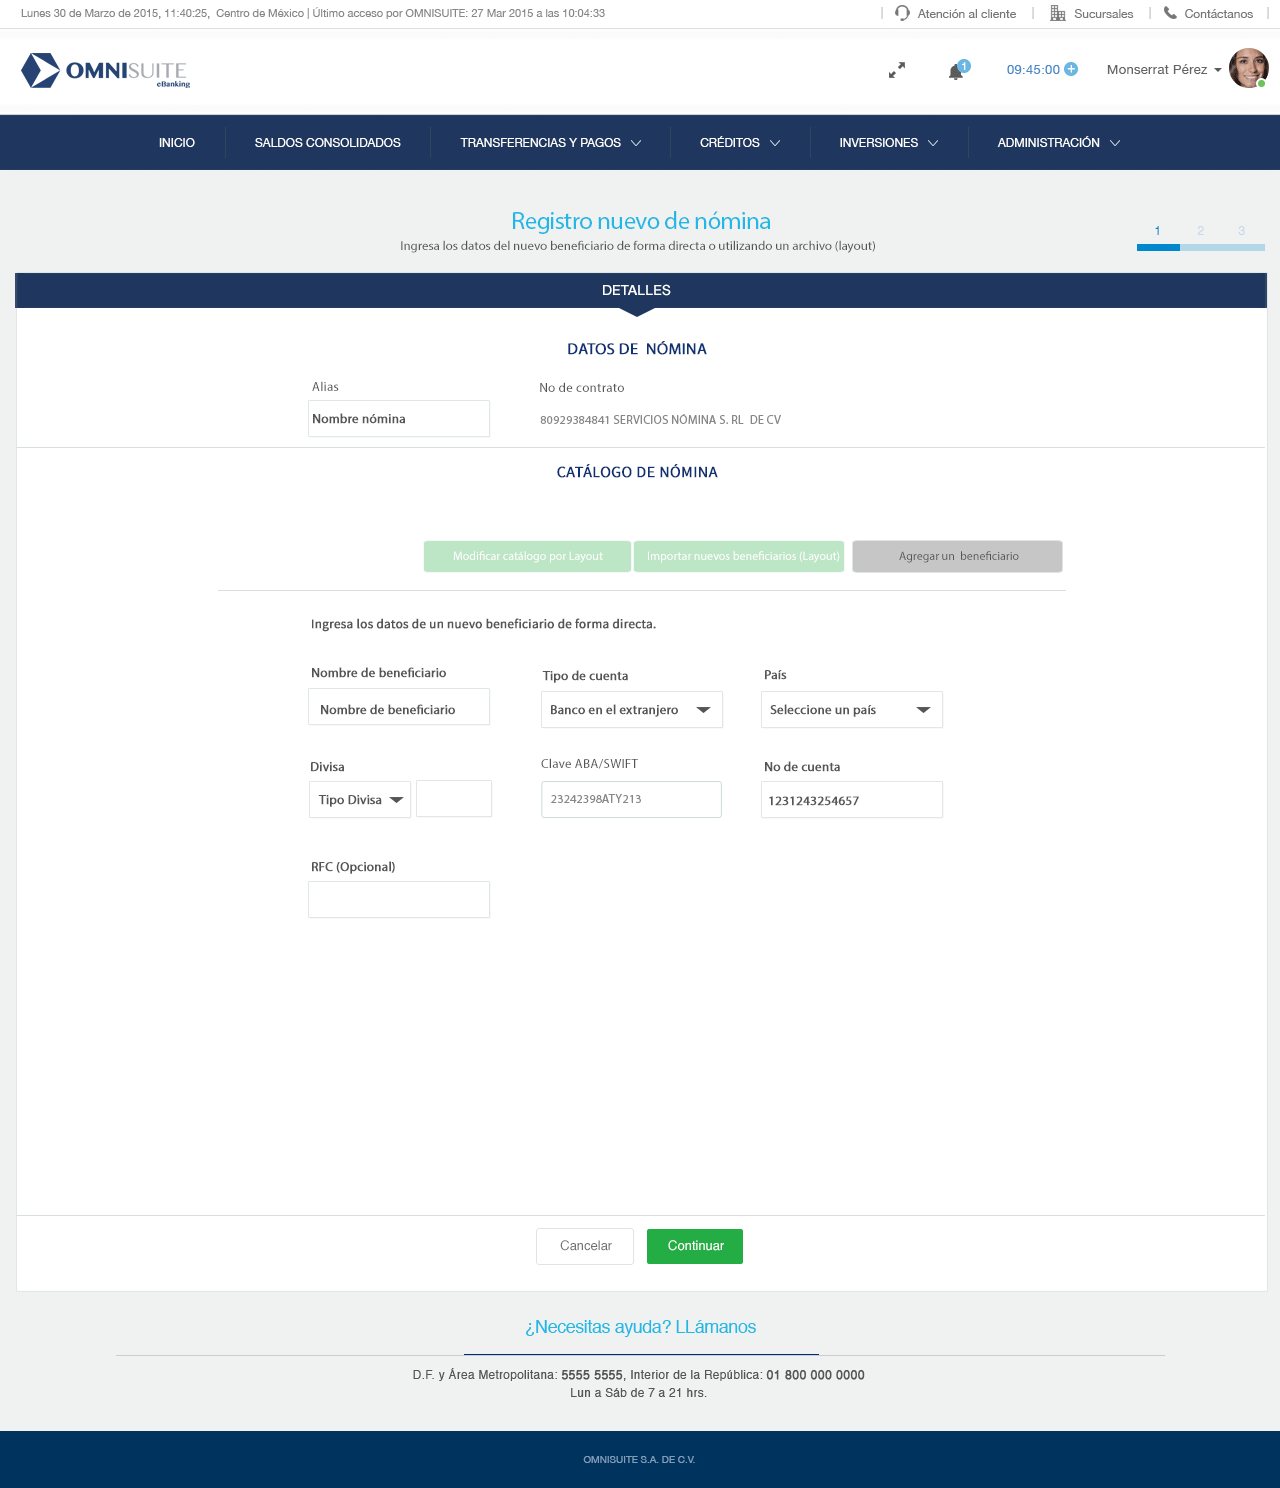 Lunes 30 de Marzo de 2015, 11:40:25, Centro de México | Último acceso por OMNISUITE: 27 Mar 2015 a las 10:04:33
| Atención al cliente | Sucursales | Contáctanos |
OMNISUITE
eBanking
1
09:45:00
Monserrat Pérez
INICIO
SALDOS CONSOLIDADOS
TRANSFERENCIAS Y PAGOS
CRÉDITOS
INVERSIONES
ADMINISTRACIÓN
Registro nuevo de nómina
Ingresa los datos del nuevo beneficiario de forma directa o utilizando un archivo (layout)
1 2 3
DETALLES
DATOS DE NÓMINA
Alias
No de contrato
Nombre nómina
80929384841 SERVICIOS NÓMINA S. RL DE CV
CATÁLOGO DE NÓMINA
Modificar catálogo por Layout
Importar nuevos beneficiarios (Layout)
Agregar un beneficiario
Ingresa los datos de un nuevo beneficiario de forma directa.
Nombre de beneficiario
Tipo de cuenta
País
Nombre de beneficiario
Banco en el extranjero
Seleccione un país
Divisa
Clave ABA/SWIFT
No de cuenta
Tipo Divisa
23242398ATY213
1231243254657
RFC (Opcional)
Cancelar
Continuar
¿Necesitas ayuda? LLámanos
D.F. y Área Metropolitana: 5555 5555, Interior de la República: 01 800 000 0000
Lun a Sáb de 7 a 21 hrs.
OMNISUITE S.A. DE C.V.